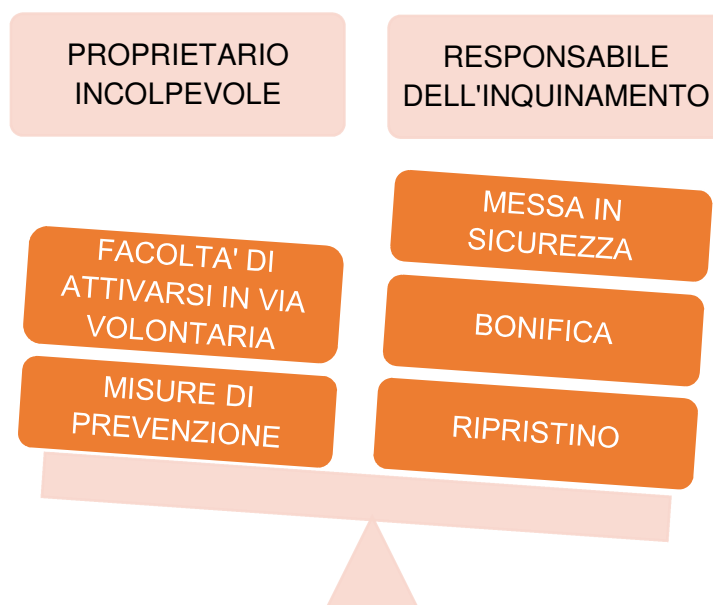 PROPRIETARIO
INCOLPEVOLE
RESPONSABILE
DELL'INQUINAMENTO
FACOLTA' DI
ATTIVARSI IN VIA
VOLONTARIA
MISURE DI
PREVENZIONE
MESSA IN
SICUREZZA
BONIFICA
RIPRISTINO